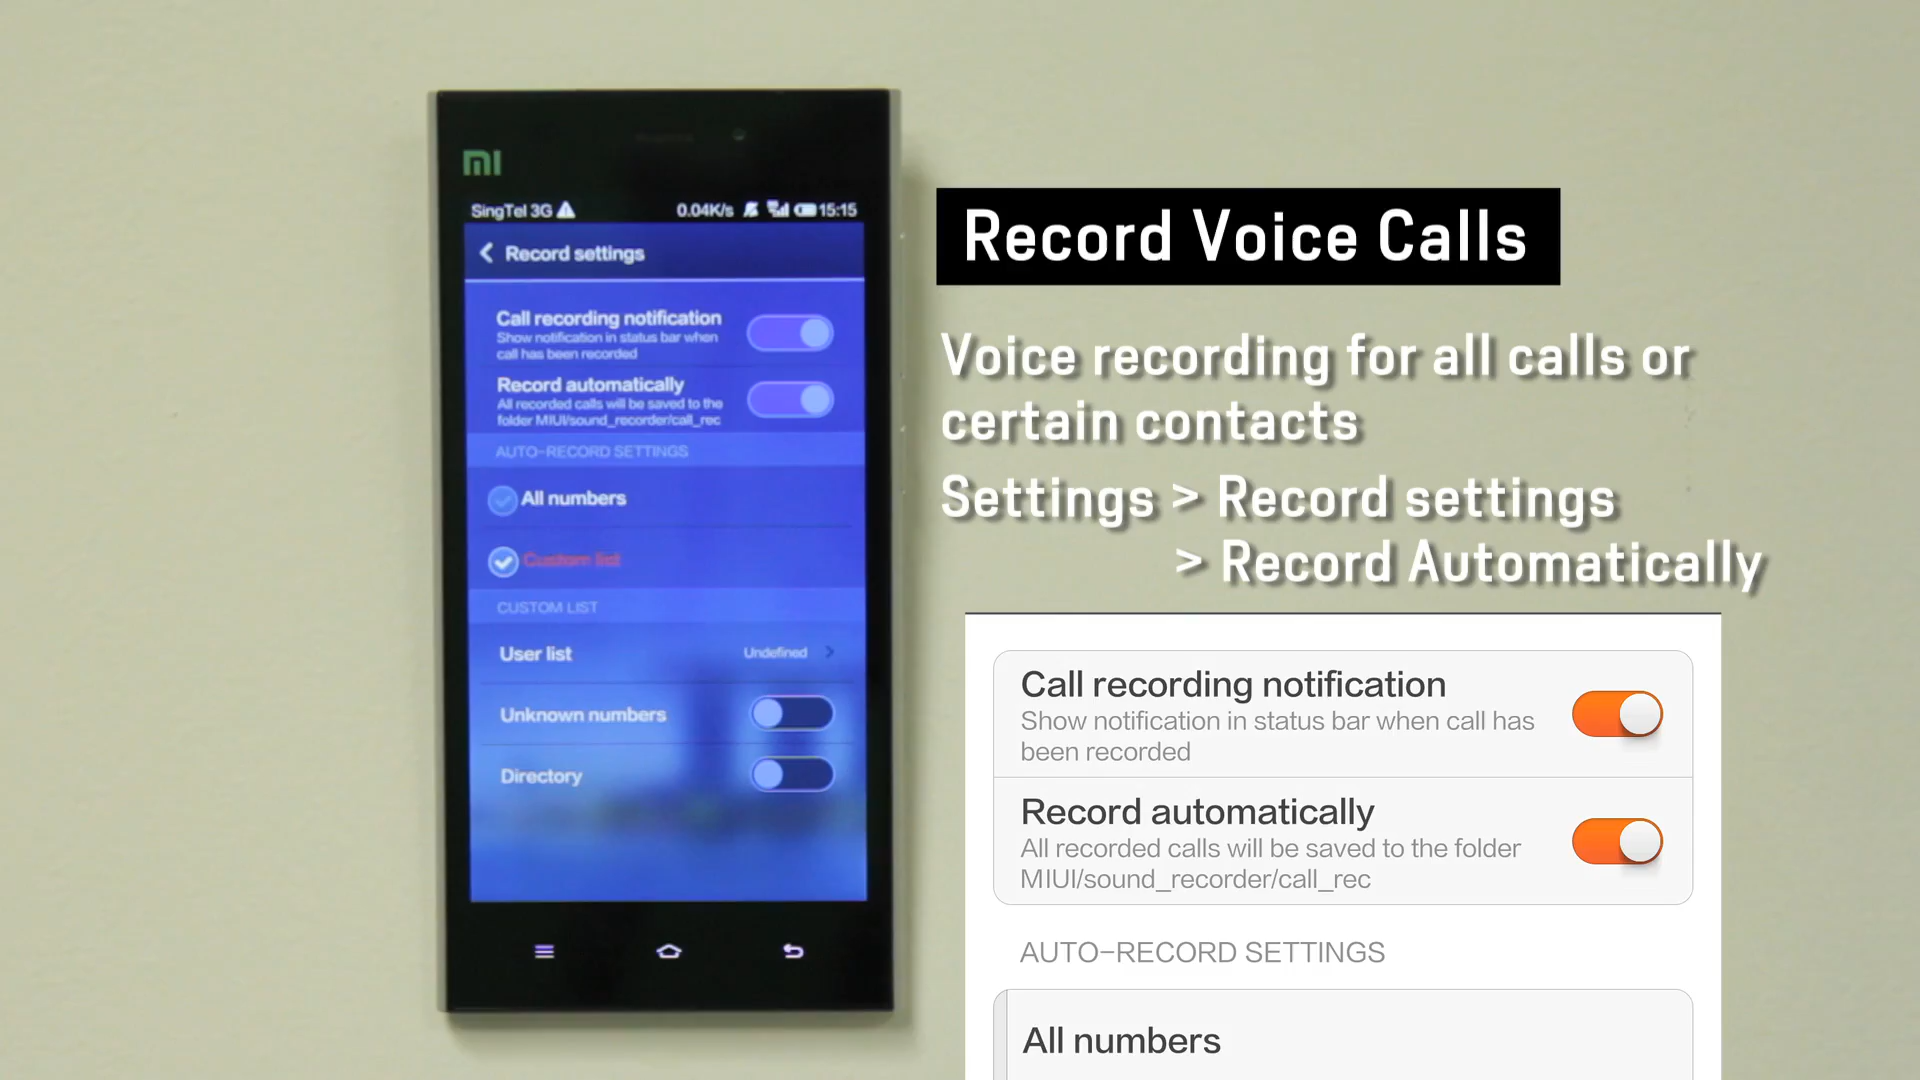 mi
SingTel 3G 0.04K/s 15:15
Record settings
Call recording notification
Show notification in status bar when
call has been recorded
Record automatically
All recorded calls will be saved to the
folder MIUI/sound_recorder/call_rec
AUTO-RECORD SETTINGS
All numbers
Custom list
CUSTOM LIST
User list Undefined >
Unknown numbers
Directory
Record Voice Calls
Voice recording for all calls or
certain contacts
Settings > Record settings
> Record Automatically
Call recording notification
Show notification in status bar when call has
been recorded
Record automatically
All recorded calls will be saved to the folder
MIUI/sound_recorder/call_rec
AUTO-RECORD SETTINGS
All numbers